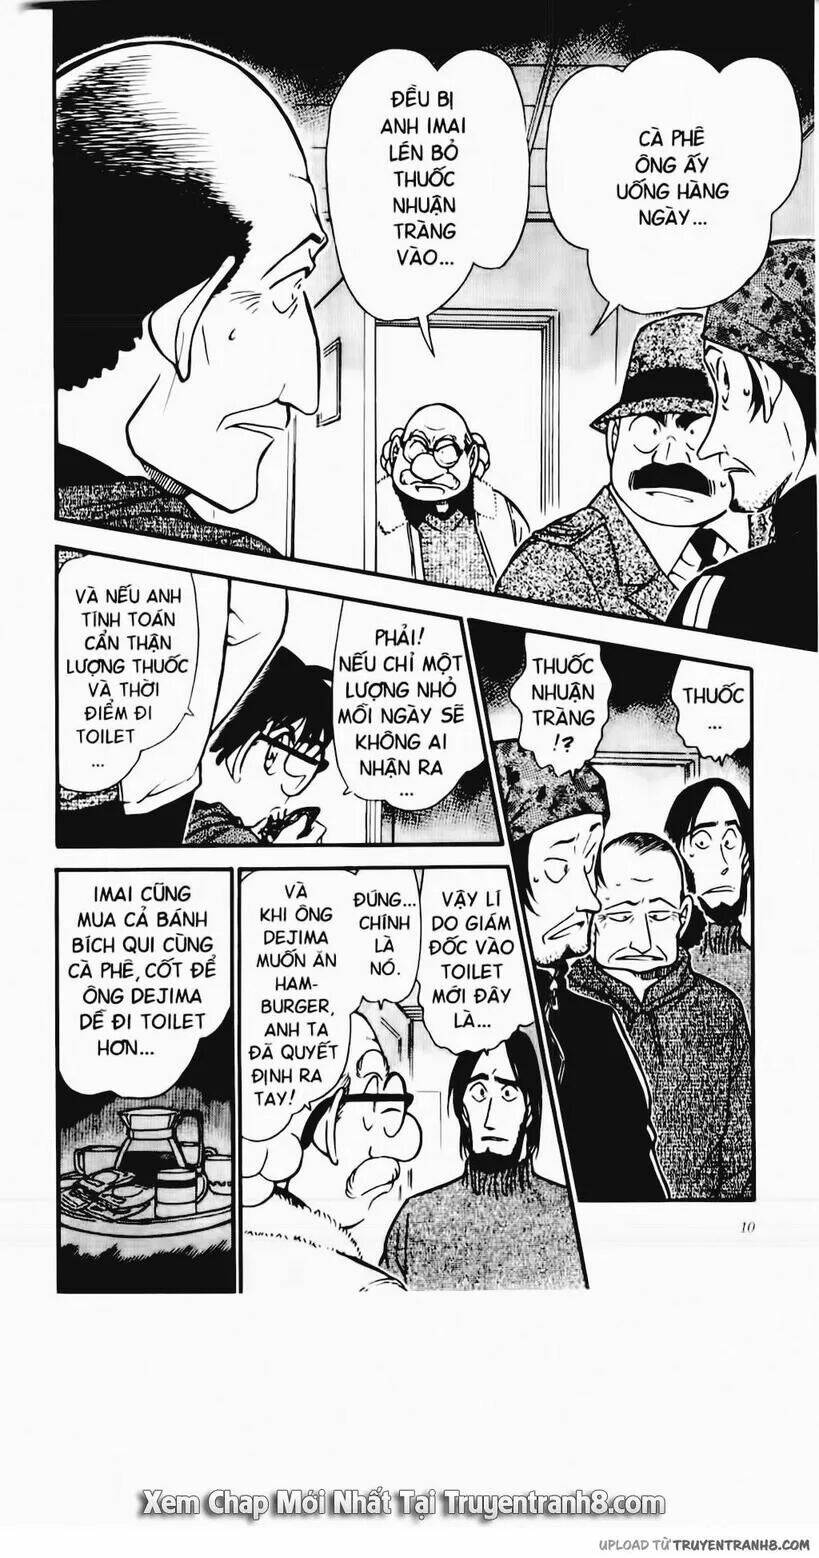 CÀ PHÊ
ÔNG ẤY
UỐNG HÀNG
NGÀY...
ĐỀU BỊ
ANH IMAI
LÉN BỎ
THUỐC
NHUẬN
TRÀNG
VÀO...
THUỐC
...
THUỐC
NHUẬN
TRÀNG
!?
PHẢI!
NẾU CHỈ MỘT
LƯỢNG NHỎ
MỖI NGÀY SẼ
KHÔNG AI
NHẬN RA
...
VÀ NẾU ANH
TÍNH TOÁN
CẨN THẬN
LƯỢNG THUỐC
VÀ THỜI
ĐIỂM ĐI
TOILET
...
VẬY LÍ
DO GIÁM
ĐỐC VÀO
TOILET
MỚI ĐÂY
LÀ...
ĐÚNG...
CHÍNH
LÀ
NÓ.
VÀ
KHI ÔNG
DEJIMA
MUỐN ĂN
HAM-
BURGER,
ANH TA
ĐÃ QUYẾT
ĐỊNH RA
TAY!
IMAI CŨNG
MUA CẢ BÁNH
BÍCH QUI CÙNG
CÀ PHÊ, CỐT ĐỂ
ÔNG DEJIMA
DỄ ĐI TOILET
HƠN...
10
Xem Chap Mới Nhất Tại Truyentranh8.com
UPLOAD TỪ TRUYENTRANH8.COM